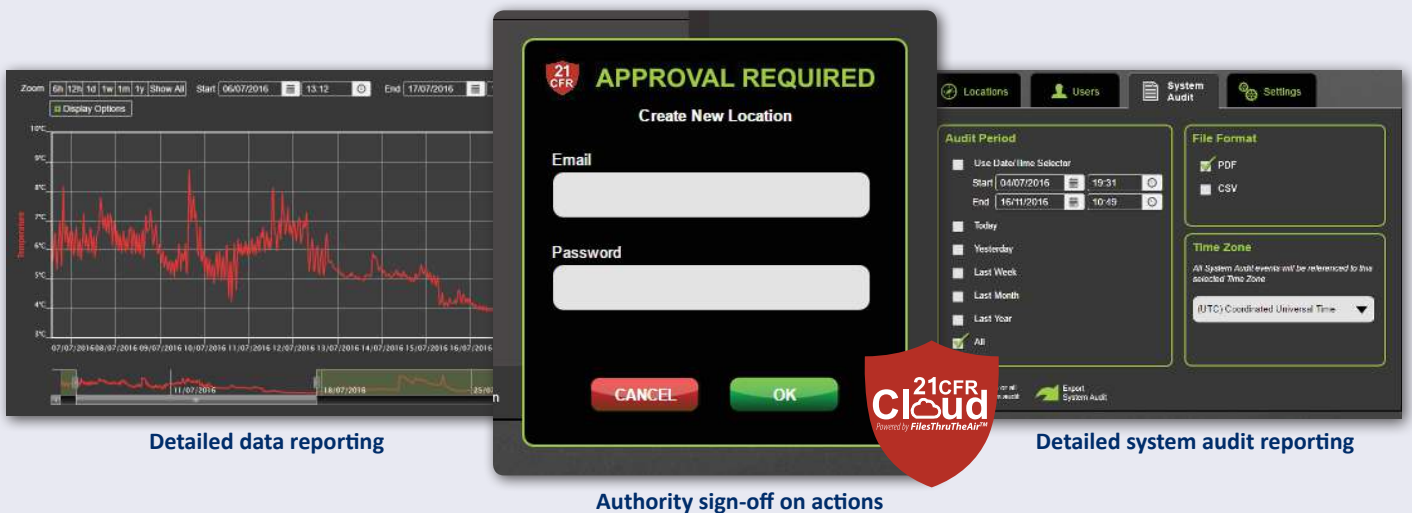 Zoom 6h 12h 1d 1w 1m 1y Show All Start 06/07/2016 13:12 End 17/07/2016
Display Options
10°C
9°C
8°C
7°C
6°C
5°C
4°C
3°C
Temperature
07/07/2016 08/07/2016 09/07/2016 10/07/2016 11/07/2016 12/07/2016 13/07/2016 14/07/2016 15/07/2016 16/07/2016
11/07/2016 18/07/2016 25/07
Detailed data reporting
21
CFR
APPROVAL REQUIRED
Create New Location
Email
Password
CANCEL OK
Authority sign-off on actions
Locations Users System Audit Settings
Audit Period
Use Date/Time Selector
Start 04/07/2016 19:31
End 16/11/2016 10:49
Today
Yesterday
Last Week
Last Month
Last Year
All
or all
Export
System Audit
File Format
PDF
CSV
Time Zone
All System Audit events will be referenced to this
selected Time Zone
(UTC) Coordinated Universal Time
21CFR
Cloud
Powered by FilesThruTheAir™
Detailed system audit reporting